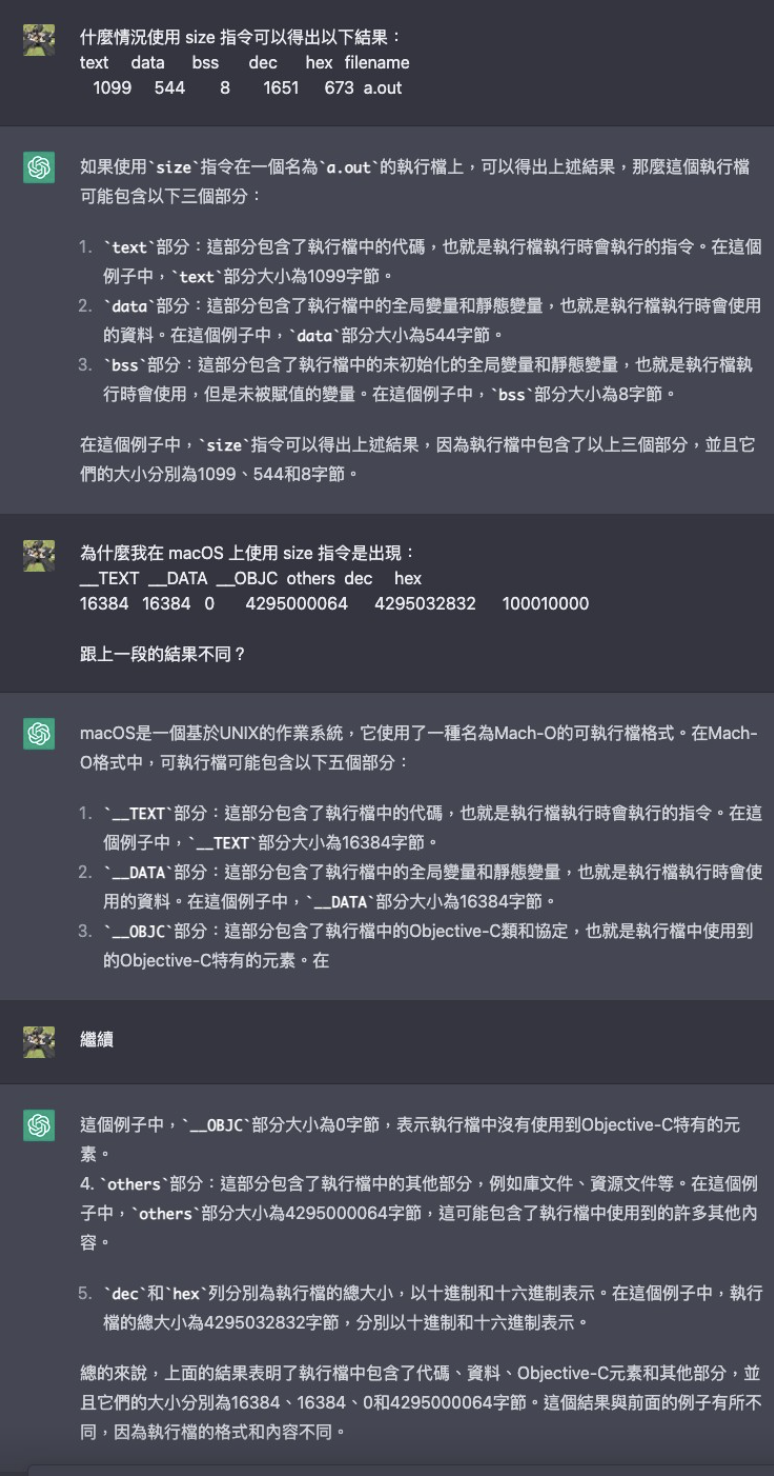 什麼情況使用 size 指令可以得出以下結果：
text data bss dec hex filename
1099 544 8 1651 673 a.out
如果使用`size`指令在一個名為`a.out`的執行檔上，可以得出上述結果，那麼這個執行檔
可能包含以下三個部分：
1. `text`部分：這部分包含了執行檔中的代碼，也就是執行檔執行時會執行的指令。在這個
例子中，`text`部分大小為1099字節。
2. `data`部分：這部分包含了執行檔中的全局變量和靜態變量，也就是執行檔執行時會使用
的資料。在這個例子中，`data`部分大小為544字節。
3. `bss`部分：這部分包含了執行檔中的未初始化的全局變量和靜態變量，也就是執行檔執
行時會使用，但是未被賦值的變量。在這個例子中，`bss`部分大小為8字節。
在這個例子中，`size`指令可以得出上述結果，因為執行檔中包含了以上三個部分，並且它
們的大小分別為1099、544和8字節。
為什麼我在 macOS 上使用 size 指令是出現：
__TEXT __DATA __OBJC others dec hex
16384 16384 0 4295000064 4295032832 100010000
跟上一段的結果不同？
macOS是一個基於UNIX的作業系統，它使用了一種名為Mach-O的可執行檔格式。在Mach-
O格式中，可執行檔可能包含以下五個部分：
1. `__TEXT`部分：這部分包含了執行檔中的代碼，也就是執行檔執行時會執行的指令。在這
個例子中，`__TEXT`部分大小為16384字節。
2. `__DATA`部分：這部分包含了執行檔中的全局變量和靜態變量，也就是執行檔執行時會使
用的資料。在這個例子中，`__DATA`部分大小為16384字節。
3. `__OBJC`部分：這部分包含了執行檔中的Objective-C類和協定，也就是執行檔中使用到
的Objective-C特有的元素。在
繼續
這個例子中，`__OBJC`部分大小為0字節，表示執行檔中沒有使用到Objective-C特有的元
素。
4. `others`部分：這部分包含了執行檔中的其他部分，例如庫文件、資源文件等。在這個例
子中，`others`部分大小為4295000064字節，這可能包含了執行檔中使用到的許多其他內
容。
5. `dec`和`hex`列分別為執行檔的總大小，以十進制和十六進制表示。在這個例子中，執行
檔的總大小為4295032832字節，分別以十進制和十六進制表示。
總的來說，上面的結果表明了執行檔中包含了代碼、資料、Objective-C元素和其他部分，並
且它們的大小分別為16384、16384、0和4295000064字節。這個結果與前面的例子有所不
同，因為執行檔的格式和內容不同。